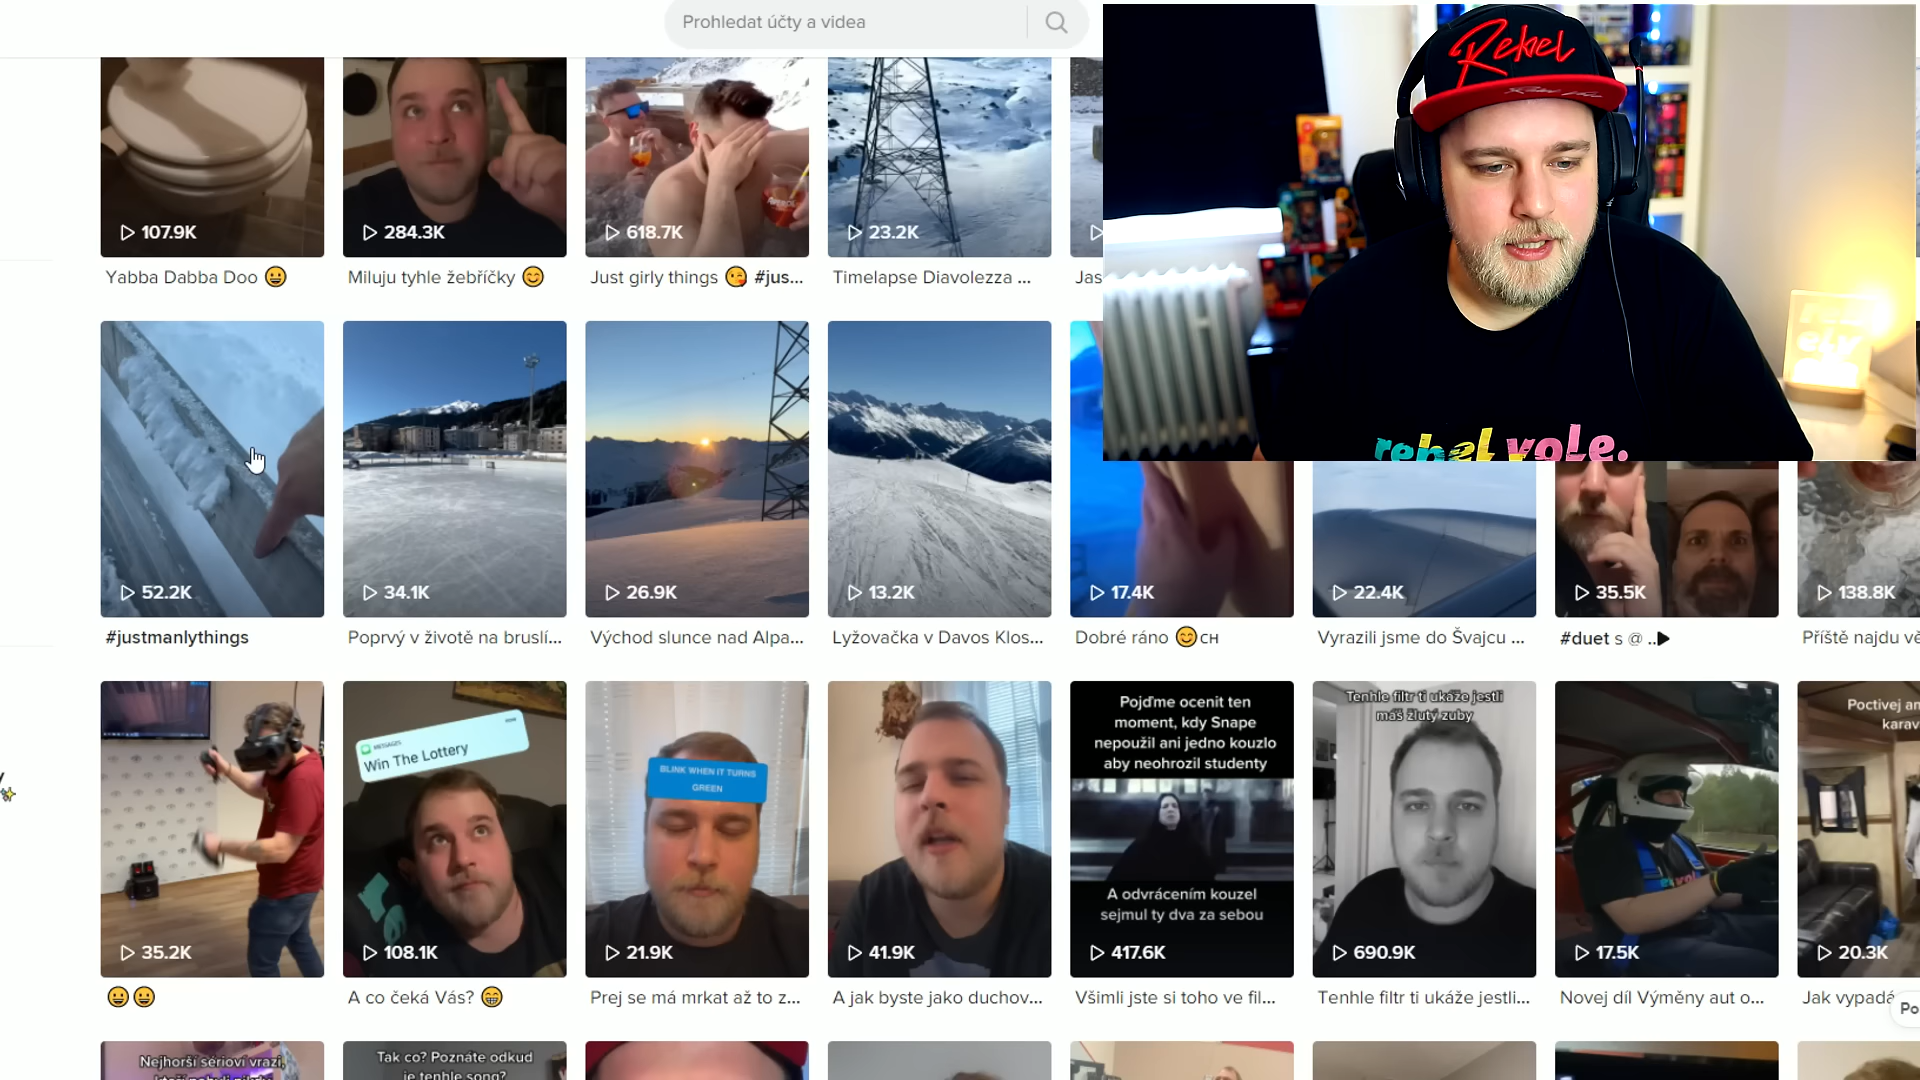 Prohledat účty a videa
Rebel
107.9K
284.3K
618.7K
23.2K
Yabba Dabba Doo 😀
Miluju tyhle žebříčky 😊
Just girly things 😘 #jus...
Timelapse Diavolezza ...
Jas
rebel vole.
52.2K
34.1K
26.9K
13.2K
17.4K
22.4K
35.5K
138.8K
#justmanlythings
Poprvý v životě na bruslí...
Východ slunce nad Alpa...
Lyžovačka v Davos Klos...
Dobré ráno 😊CH
Vyrazili jsme do Švajcu ...
#duet s @ ..
Příště najdu vě
MESSAGES
now
Win The Lottery
BLINK WHEN IT TURNS
GREEN
Pojďme ocenit ten
moment, kdy Snape
nepoužil ani jedno kouzlo
aby neohrozil studenty
A odvrácením kouzel
sejmul ty dva za sebou
Tenhle filtr ti ukáže jestli
máš žlutý zuby
Poctivej am
karav
35.2K
108.1K
21.9K
41.9K
417.6K
690.9K
17.5K
20.3K
😀 😀
A co čeká Vás? 😁
Prej se má mrkat až to z...
A jak byste jako duchov...
Všimli jste si toho ve fil...
Tenhle filtr ti ukáže jestli...
Novej díl Výměny aut o...
Jak vypadá
Po
Nejhorší sérioví vrazi,
Tak co? Poznáte odkud
je tenhle song?